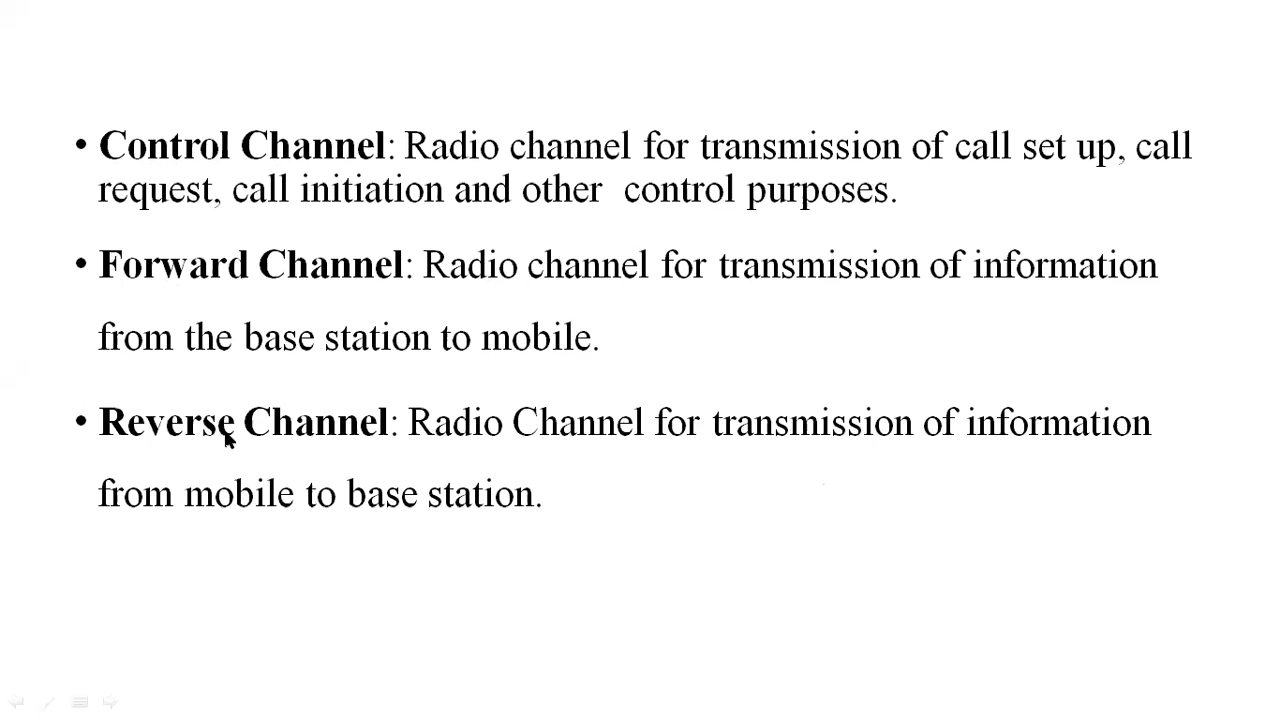 • Control Channel: Radio channel for transmission of call set up, call
request, call initiation and other  control purposes.
• Forward Channel: Radio channel for transmission of information
from the base station to mobile.
• Reverse Channel: Radio Channel for transmission of information
from mobile to base station.